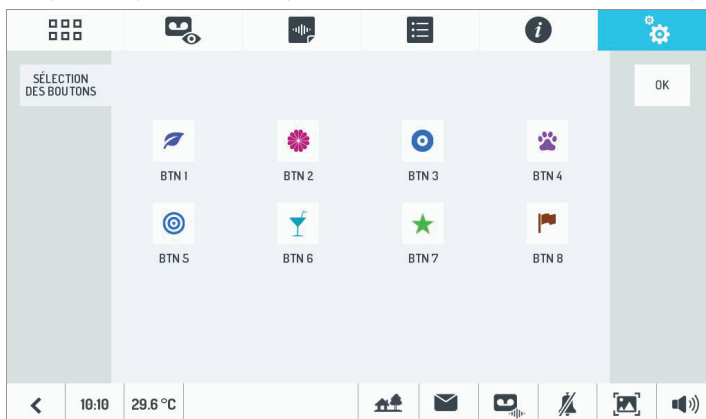 SÉLECTION
DES BOUTONS
OK
BTN 1
BTN 2
BTN 3
BTN 4
BTN 5
BTN 6
BTN 7
BTN 8
10:10
29.6 °C